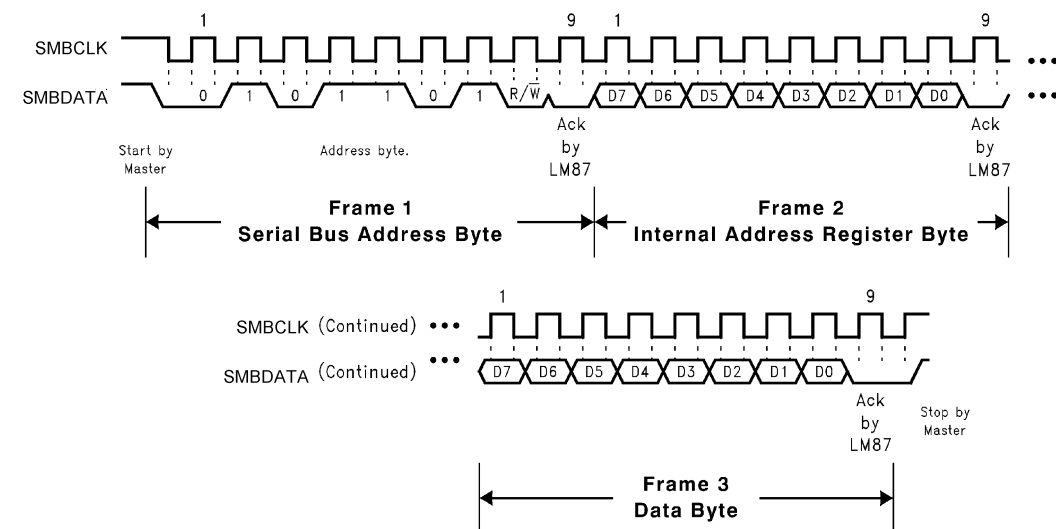 1 9 1 9
SMBCLK
SMBDATA 0 1 0 1 1 0 1 R/W̅ D7 D6 D5 D4 D3 D2 D1 D0
Start by
Master
Address byte.
Ack
by
LM87
Ack
by
LM87
Frame 1
Serial Bus Address Byte
Frame 2
Internal Address Register Byte
1 9
SMBCLK (Continued)
SMBDATA (Continued) D7 D6 D5 D4 D3 D2 D1 D0
Ack
by
LM87
Stop by
Master
Frame 3
Data Byte